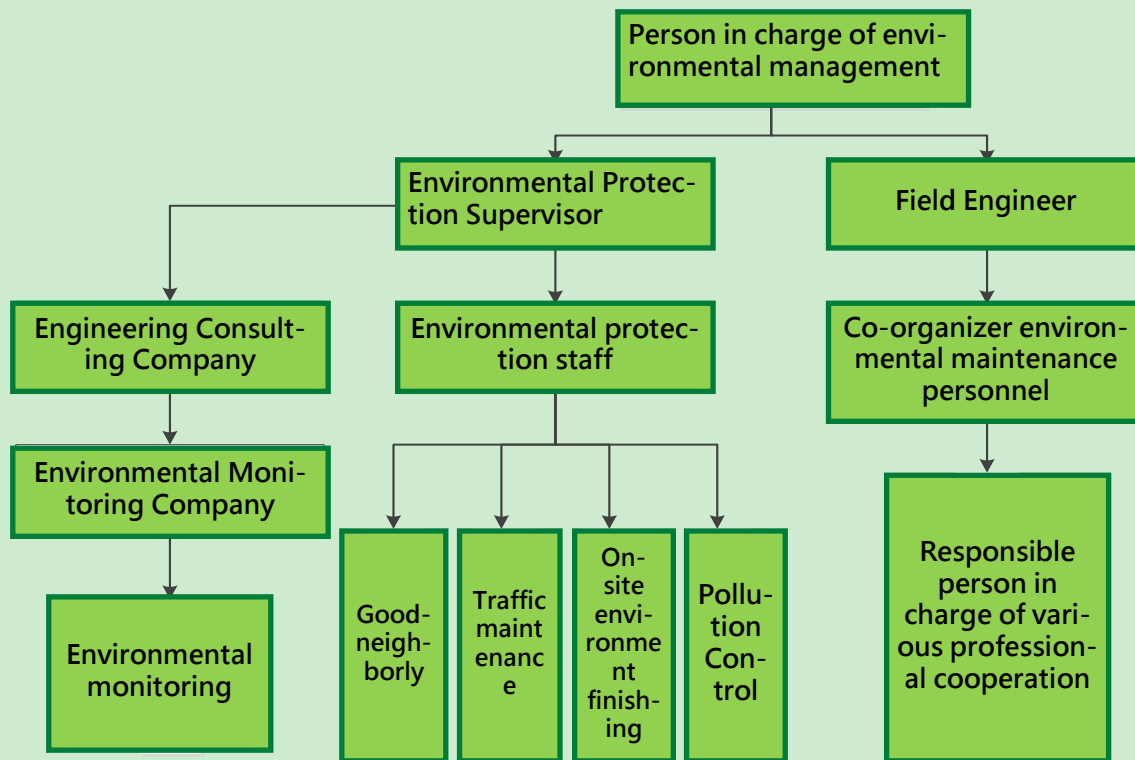 Person in charge of envi-
ronmental management
Environmental Protec-
tion Supervisor
Field Engineer
Engineering Consult-
ing Company
Environmental protec-
tion staff
Co-organizer environ-
mental maintenance
personnel
Environmental Moni-
toring Company
Environmental
monitoring
Good-
neigh-
borly
Traffic
maint
enanc
e
On-
site
envi-
ronme
nt
finish-
ing
Pollu-
tion
Con-
trol
Responsible
person in
charge of vari-
ous profession-
al cooperation